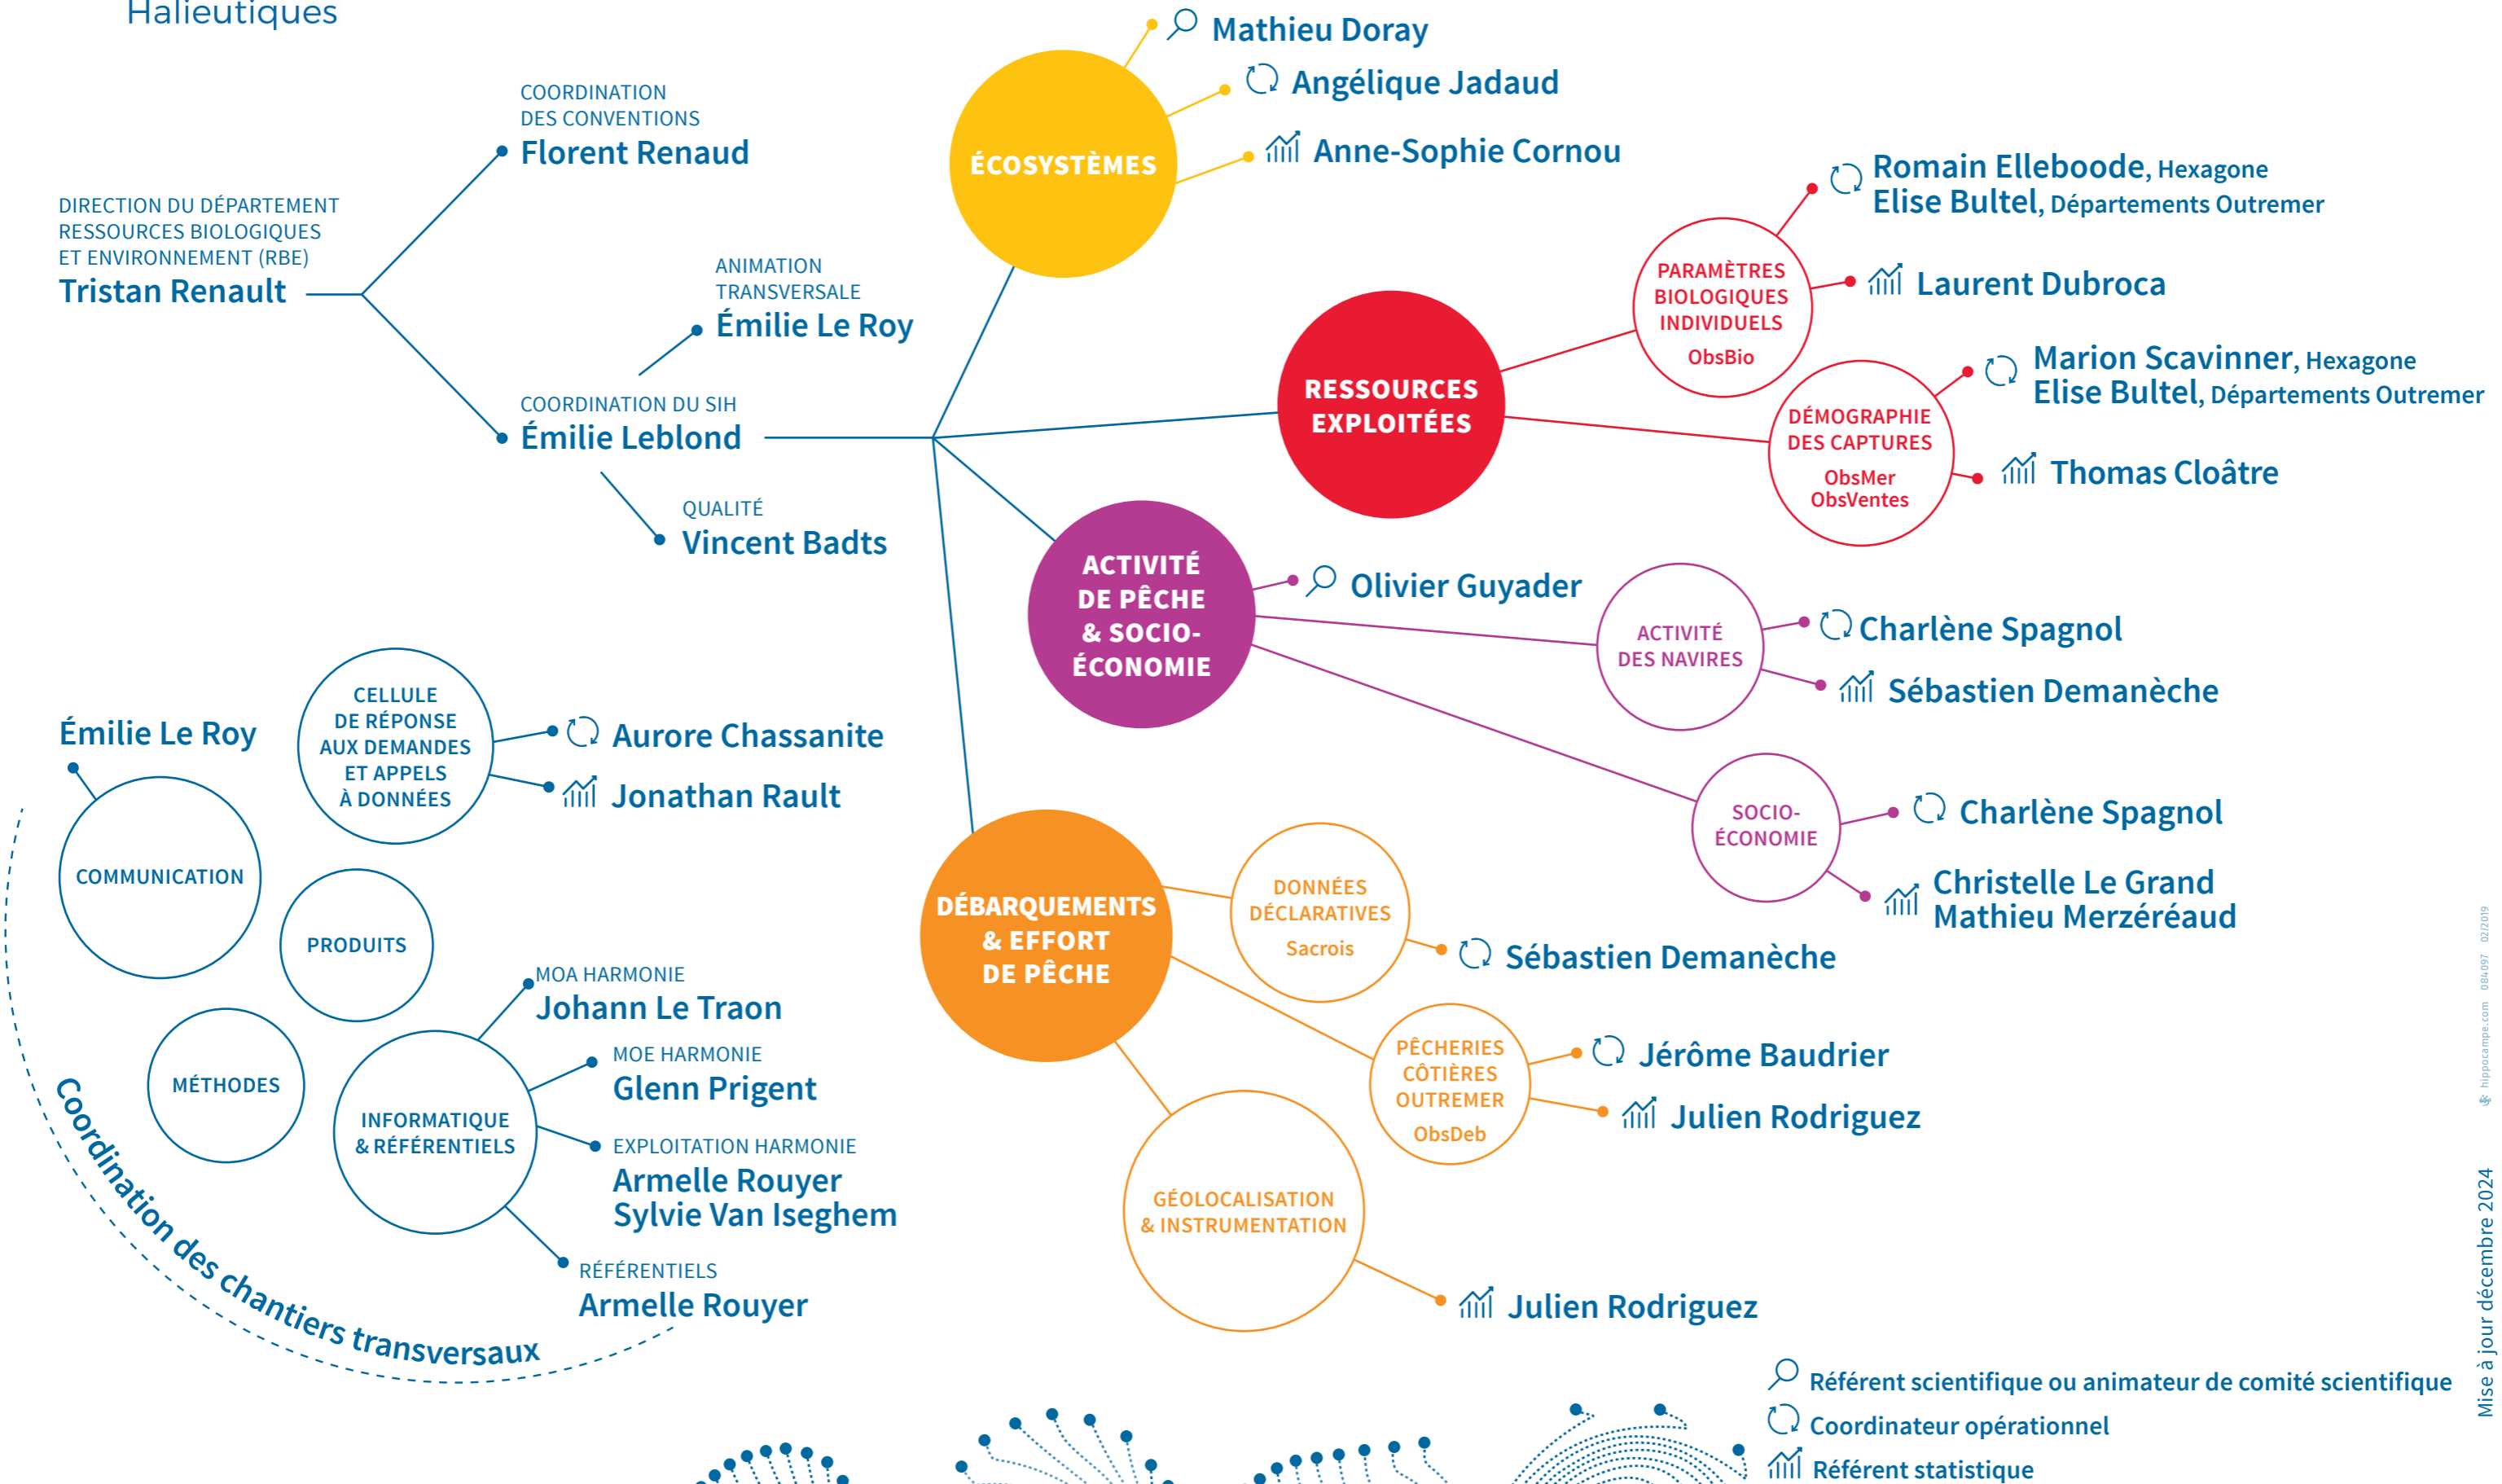 Halieutiques
COORDINATION
DES CONVENTIONS
Florent Renaud
DIRECTION DU DÉPARTEMENT
RESSOURCES BIOLOGIQUES
ET ENVIRONNEMENT (RBE)
Tristan Renault
ANIMATION
TRANSVERSALE
Émilie Le Roy
COORDINATION DU SIH
Émilie Leblond
QUALITÉ
Vincent Badts
ÉCOSYSTÈMES
Mathieu Doray
Angélique Jadaud
Anne-Sophie Cornou
RESSOURCES
EXPLOITÉES
PARAMÈTRES
BIOLOGIQUES
INDIVIDUELS
ObsBio
Romain Elleboode, Hexagone
Elise Bultel, Départements Outremer
Laurent Dubroca
DÉMOGRAPHIE
DES CAPTURES
ObsMer
ObsVentes
Marion Scavinner, Hexagone
Elise Bultel, Départements Outremer
Thomas Cloâtre
ACTIVITÉ
DE PÊCHE
& SOCIO-
ÉCONOMIE
Olivier Guyader
ACTIVITÉ
DES NAVIRES
Charlène Spagnol
Sébastien Demanèche
SOCIO-
ÉCONOMIE
Charlène Spagnol
Christelle Le Grand
Mathieu Merzéréaud
DÉBARQUEMENTS
& EFFORT
DE PÊCHE
DONNÉES
DÉCLARATIVES
Sacrois
Sébastien Demanèche
PÊCHERIES
CÔTIÈRES
OUTREMER
ObsDeb
Jérôme Baudrier
Julien Rodriguez
GÉOLOCALISATION
& INSTRUMENTATION
Julien Rodriguez
CELLULE
DE RÉPONSE
AUX DEMANDES
ET APPELS
À DONNÉES
Aurore Chassanite
Jonathan Rault
Émilie Le Roy
COMMUNICATION
PRODUITS
MÉTHODES
INFORMATIQUE
& RÉFÉRENTIELS
MOA HARMONIE
Johann Le Traon
MOE HARMONIE
Glenn Prigent
EXPLOITATION HARMONIE
Armelle Rouyer
Sylvie Van Iseghem
RÉFÉRENTIELS
Armelle Rouyer
Coordination des chantiers transversaux
Référent scientifique ou animateur de comité scientifique
Coordinateur opérationnel
Référent statistique
Mise à jour décembre 2024
hippocampe.com 084097 02/2019